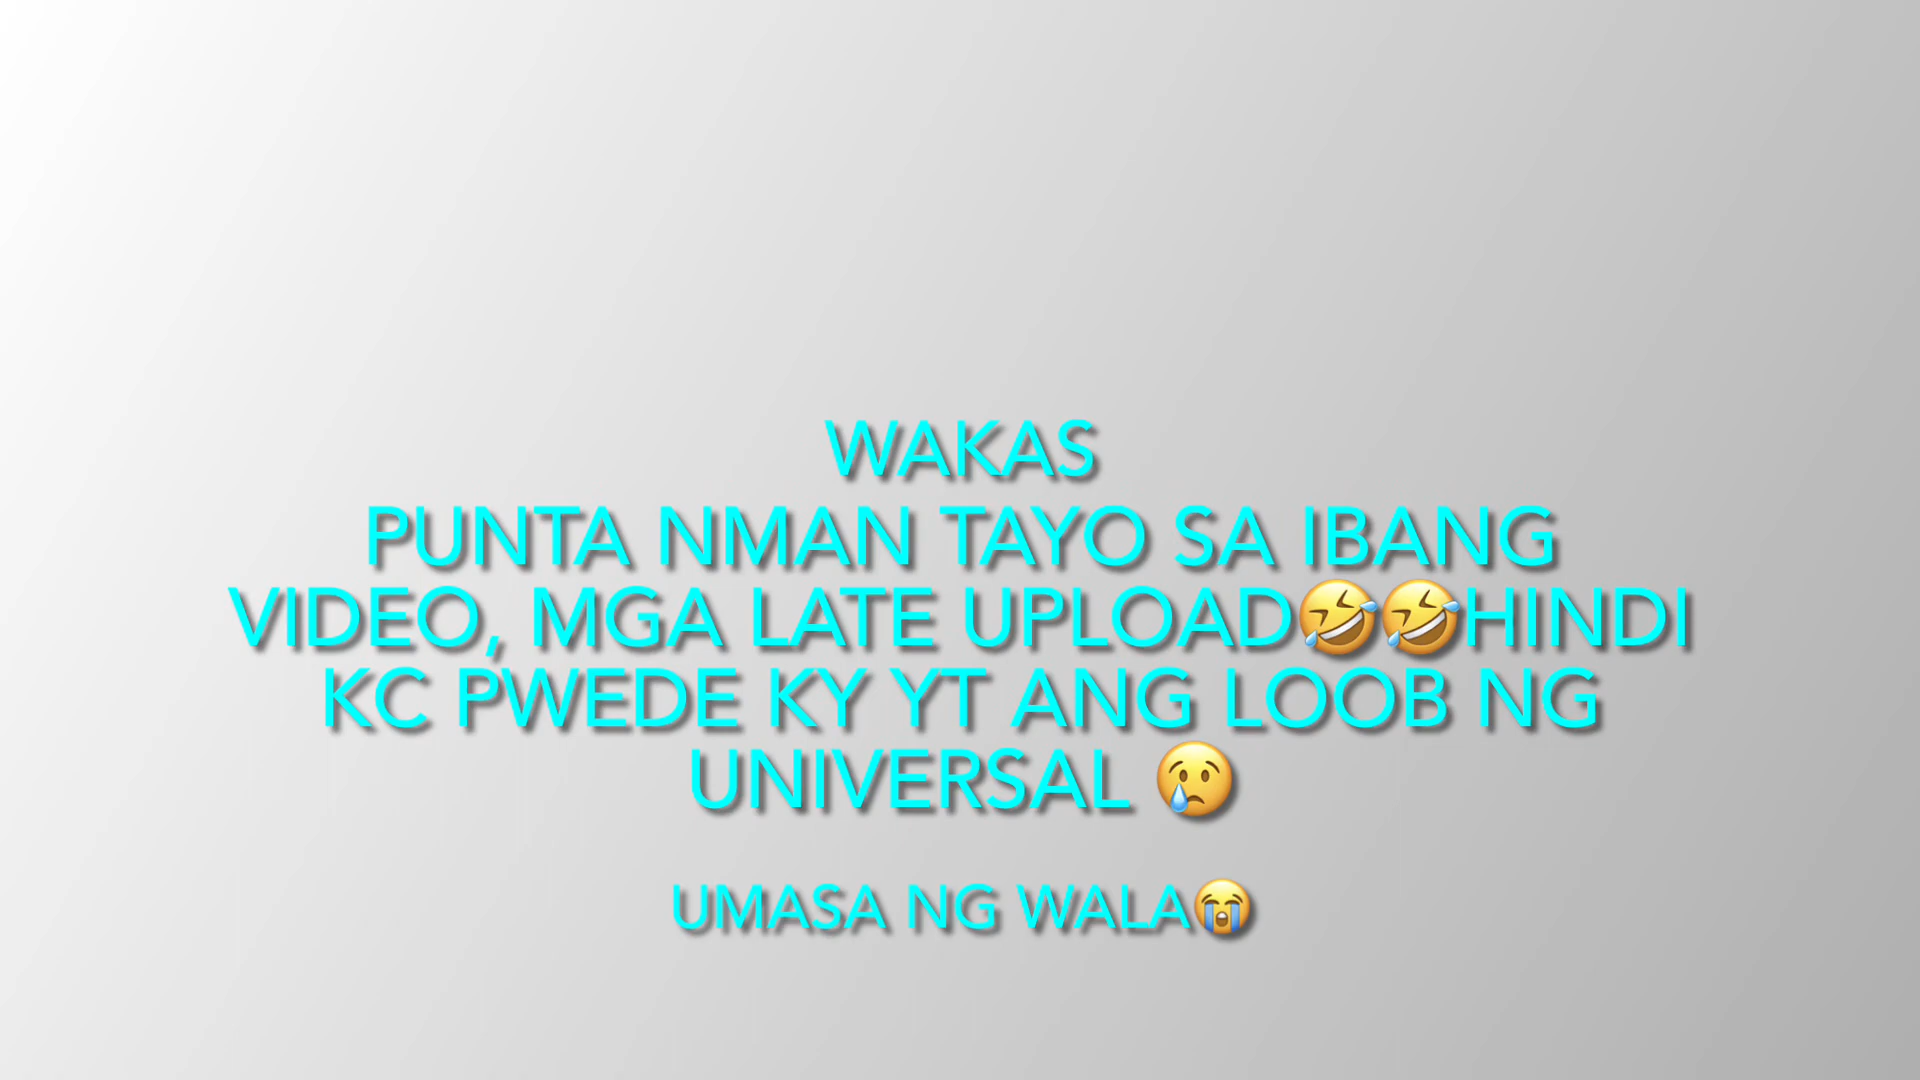 WAKAS
PUNTA NMAN TAYO SA IBANG
VIDEO, MGA LATE UPLOAD🤣🤣HINDI
KC PWEDE KY YT ANG LOOB NG
UNIVERSAL 😢
UMASA NG WALA😭